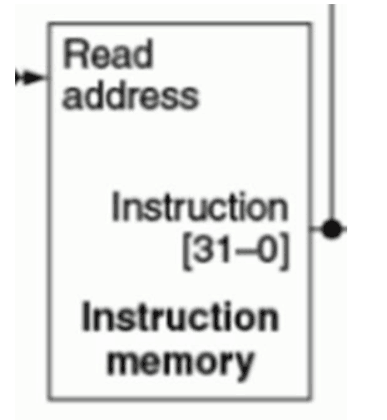 Read
address
Instruction
[31–0]
Instruction
memory